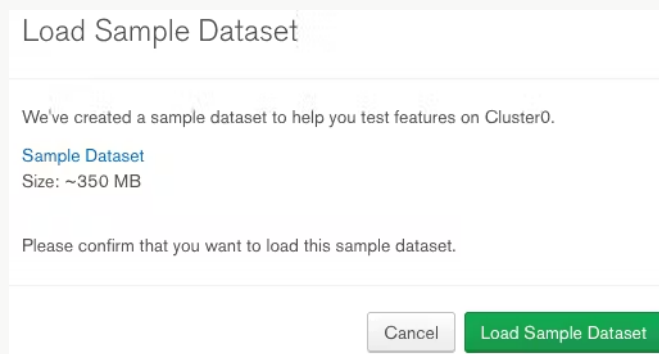 Load Sample Dataset
We've created a sample dataset to help you test features on Cluster0.
Sample Dataset
Size: ~350 MB
Please confirm that you want to load this sample dataset.
Cancel
Load Sample Dataset